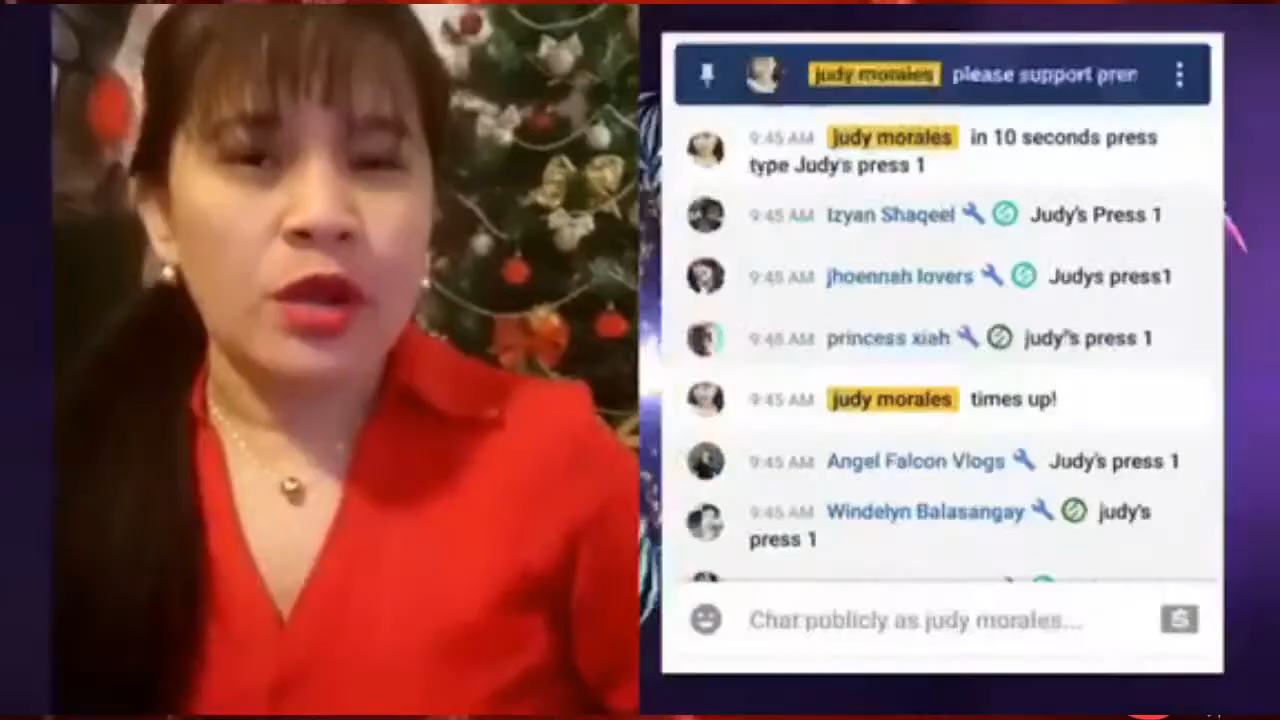 judy morales please support prer
9:45 AM judy morales in 10 seconds press
type Judy's press 1
9:45 AM Izyan Shaqeel Judy's Press 1
9:45 AM jhoennah lovers Judys press1
9:45 AM princess xiah judy"s press 1
9:45 AM judy morales times up!
9:45 AM Angel Falcon Vlogs Judy's press 1
9:45 AM Windelyn Balasangay judy's
press 1
Chat publicly as judy morales...